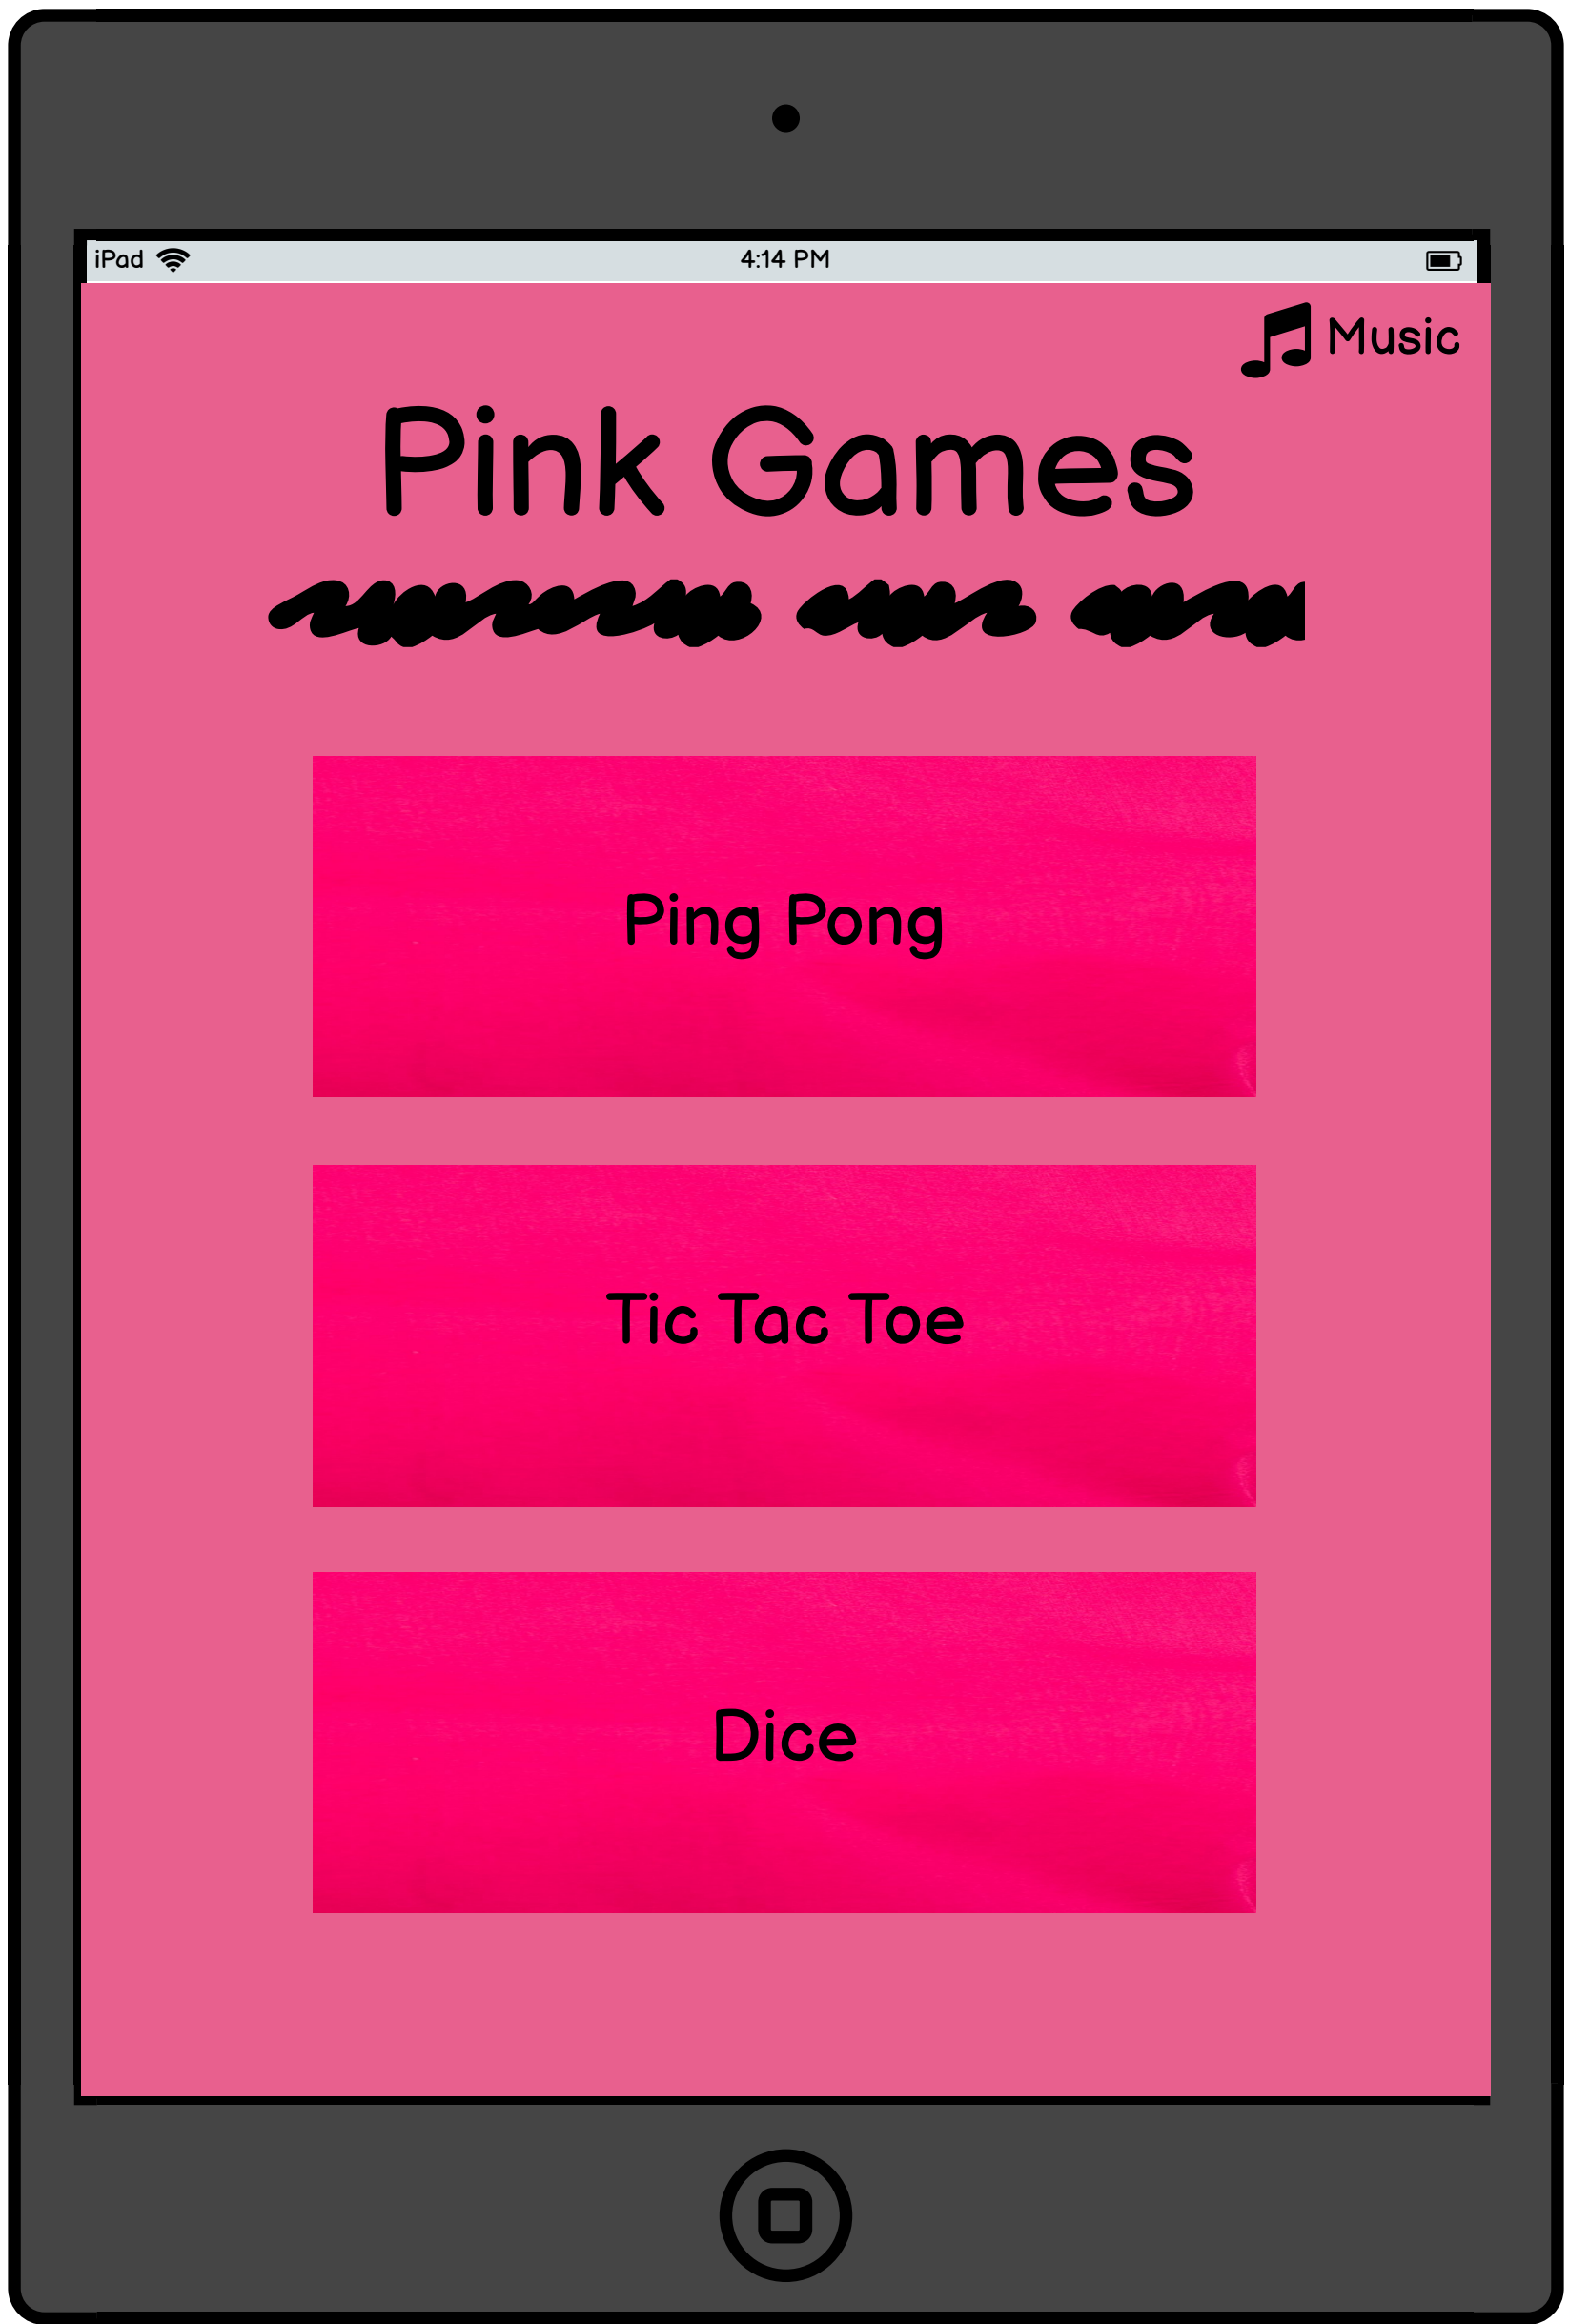 iPad 4:14 PM
Music
Pink Games
Ping Pong
Tic Tac Toe
Dice